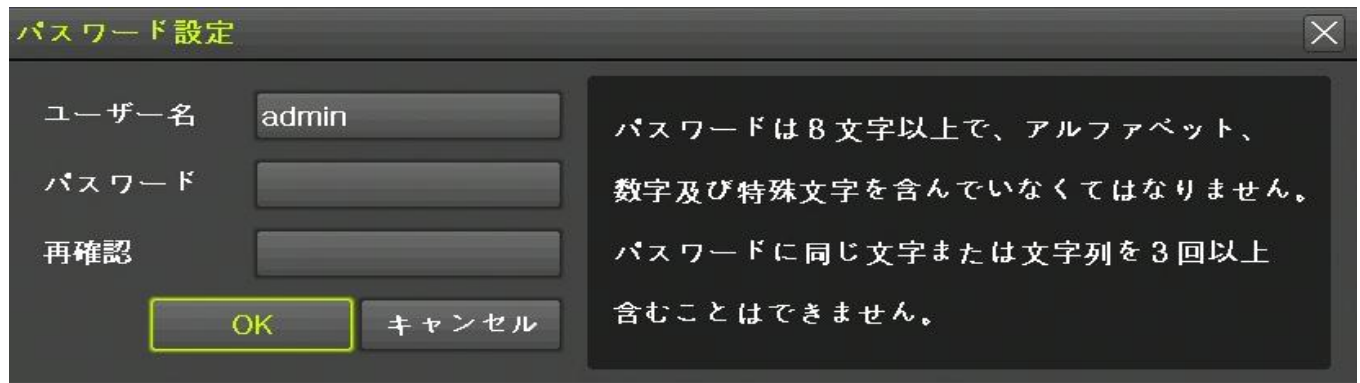 パスワード設定
ユーザー名 admin
パスワード
再確認
OK キャンセル
パスワードは8文字以上で、アルファベット、
数字及び特殊文字を含んでいなくてはなりません。
パスワードに同じ文字または文字列を3回以上
含むことはできません。